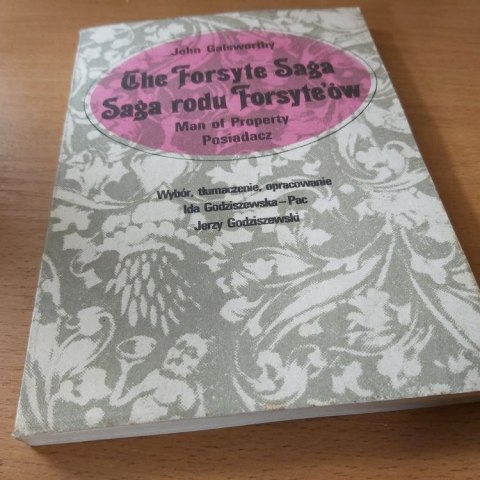 John Galsworthy
The Forsyte Saga
Saga rodu Forsyte'ów
Man of Property
Posiadacz
Wybór, tłumaczenie, opracowanie
Ida Godziszewska-Pac
Jerzy Godziszewski